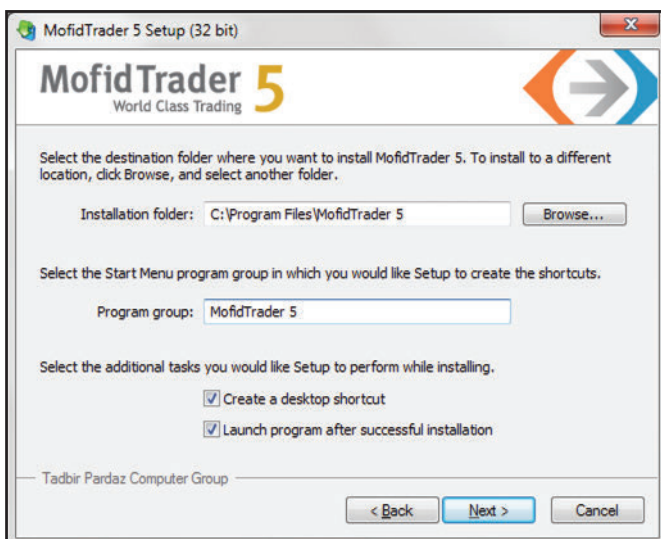 MofidTrader 5 Setup (32 bit)
MofidTrader 5
World Class Trading
Select the destination folder where you want to install MofidTrader 5. To install to a different
location, click Browse, and select another folder.
Installation folder: C:\Program Files\MofidTrader 5 Browse...
Select the Start Menu program group in which you would like Setup to create the shortcuts.
Program group: MofidTrader 5
Select the additional tasks you would like Setup to perform while installing.
Create a desktop shortcut
Launch program after successful installation
Tadbir Pardaz Computer Group
< Back Next > Cancel